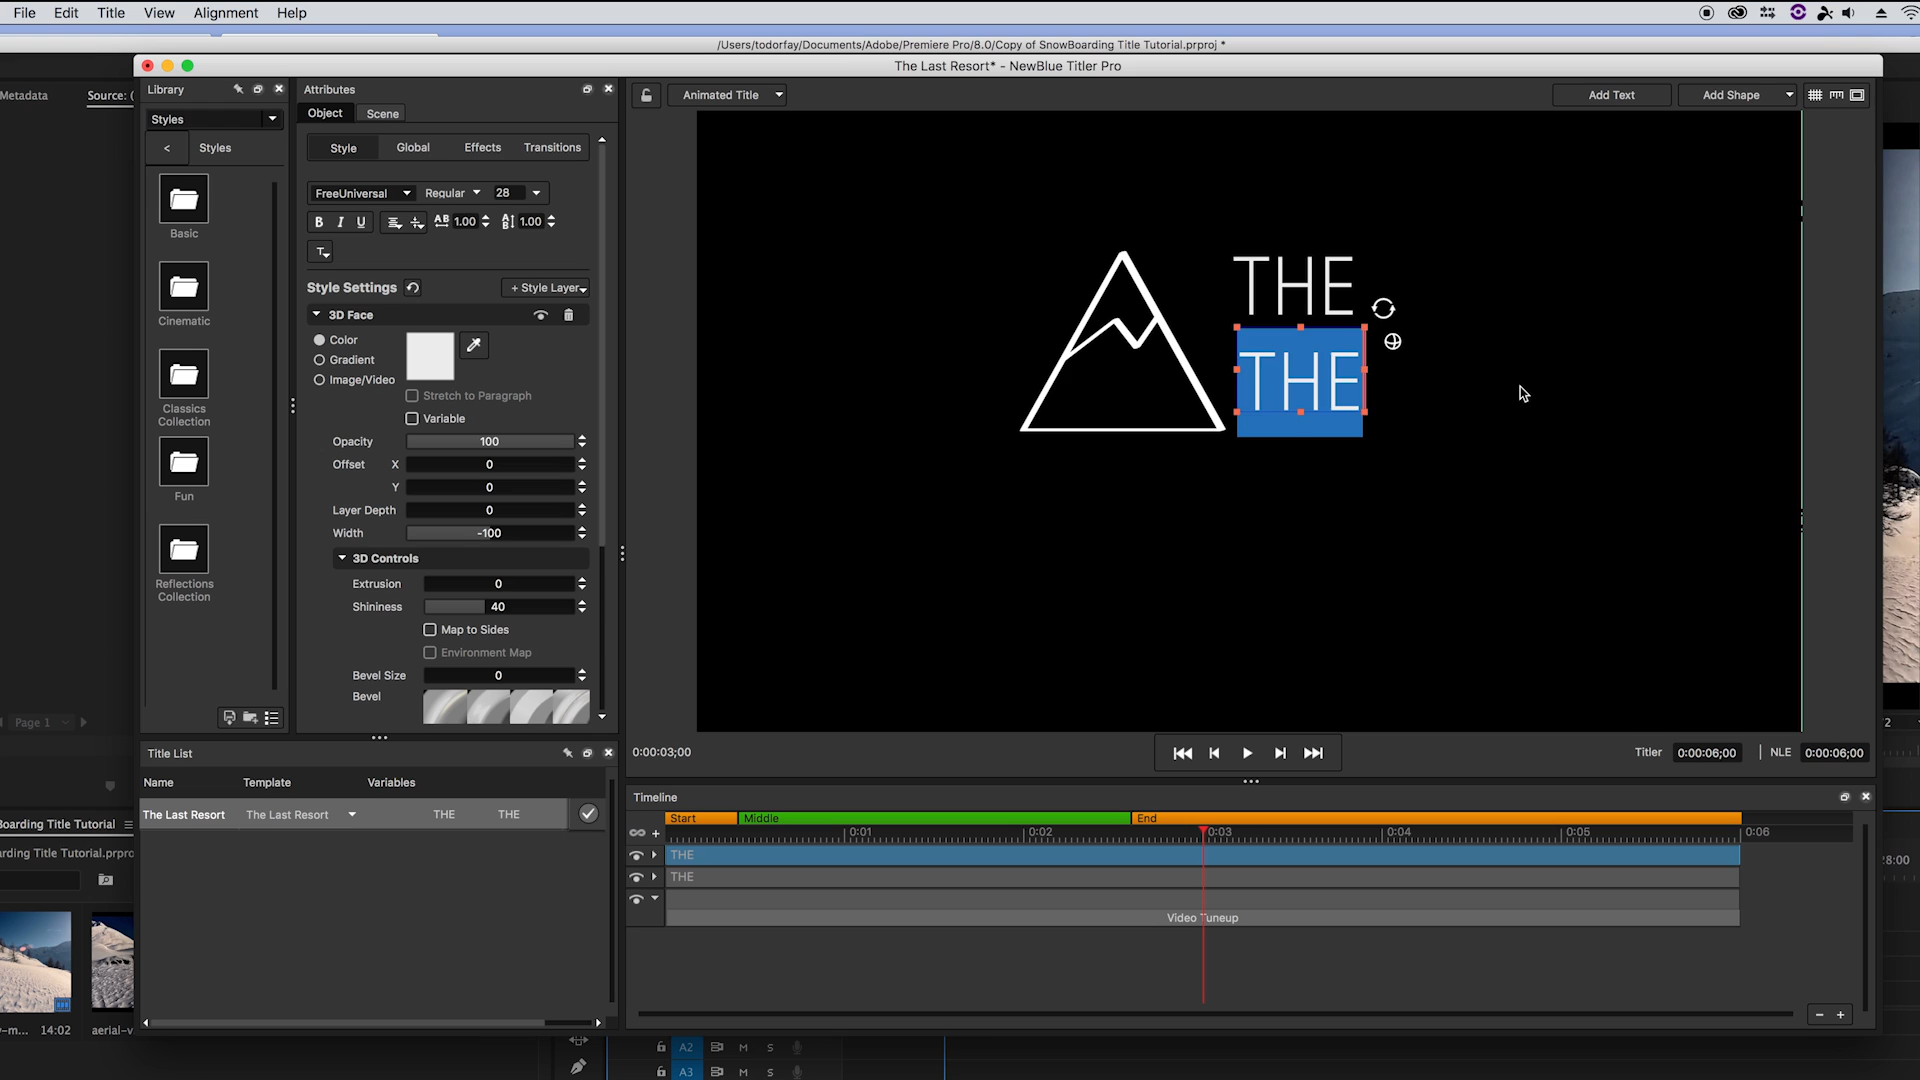 File Edit Title View Alignment Help
/Users/todorfay/Documents/Adobe/Premiere Pro/8.0/Copy of SnowBoarding Title Tutorial.prproj *
The Last Resort* - NewBlue Titler Pro
Metadata Source: (
Library
Styles
< Styles
Basic
Cinematic
Classics
Collection
Fun
Reflections
Collection
Attributes
Object Scene
Style Global Effects Transitions
FreeUniversal Regular 28
B I U AB 1.00 AB 1.00
T
Style Settings + Style Layer
3D Face
Color
Gradient
Image/Video
Stretch to Paragraph
Variable
Opacity 100
Offset X 0
Y 0
Layer Depth 0
Width -100
3D Controls
Extrusion 0
Shininess 40
Map to Sides
Environment Map
Bevel Size 0
Bevel
Animated Title Add Text Add Shape
THE
THE
Page 1
0:00:03;00
Titler 0:00:06;00 | NLE 0:00:06;00
Title List
Name Template Variables
The Last Resort The Last Resort THE THE
Timeline
Start Middle End
0:01 0:02 0:03 0:04 0:05 0:06
THE
THE
Video Tuneup
- +
oarding Title Tutorial
rding Title Tutorial.prpro
14:02 aerial-v
A2 M S
A3 M S